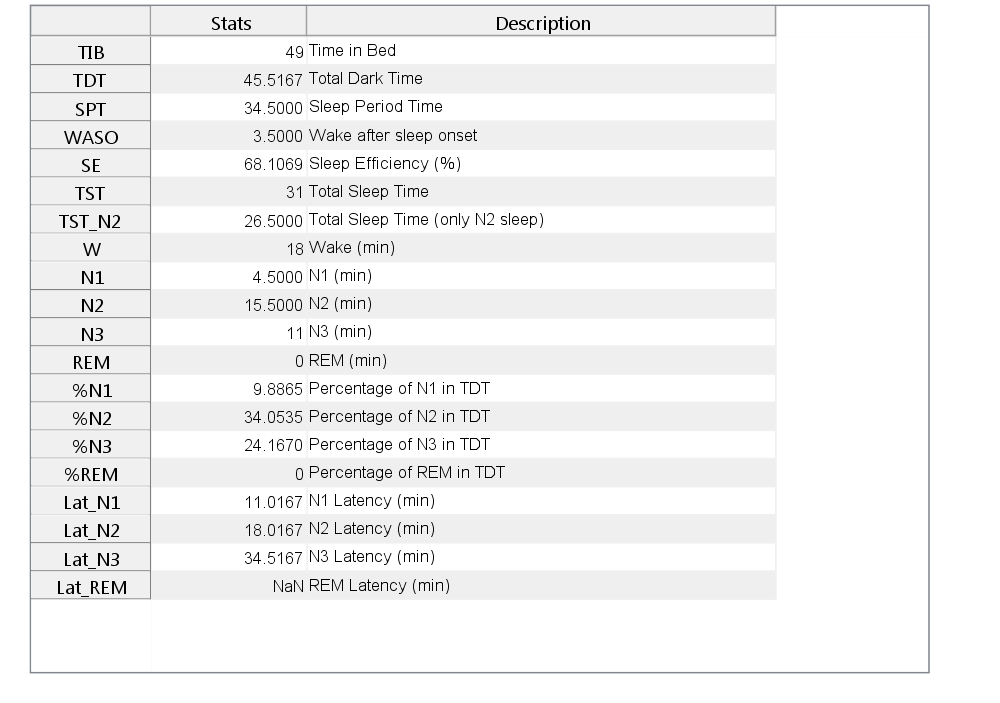 Stats Description
TIB 49 Time in Bed
TDT 45.5167 Total Dark Time
SPT 34.5000 Sleep Period Time
WASO 3.5000 Wake after sleep onset
SE 68.1069 Sleep Efficiency (%)
TST 31 Total Sleep Time
TST_N2 26.5000 Total Sleep Time (only N2 sleep)
W 18 Wake (min)
N1 4.5000 N1 (min)
N2 15.5000 N2 (min)
N3 11 N3 (min)
REM 0 REM (min)
%N1 9.8865 Percentage of N1 in TDT
%N2 34.0535 Percentage of N2 in TDT
%N3 24.1670 Percentage of N3 in TDT
%REM 0 Percentage of REM in TDT
Lat_N1 11.0167 N1 Latency (min)
Lat_N2 18.0167 N2 Latency (min)
Lat_N3 34.5167 N3 Latency (min)
Lat_REM NaN REM Latency (min)